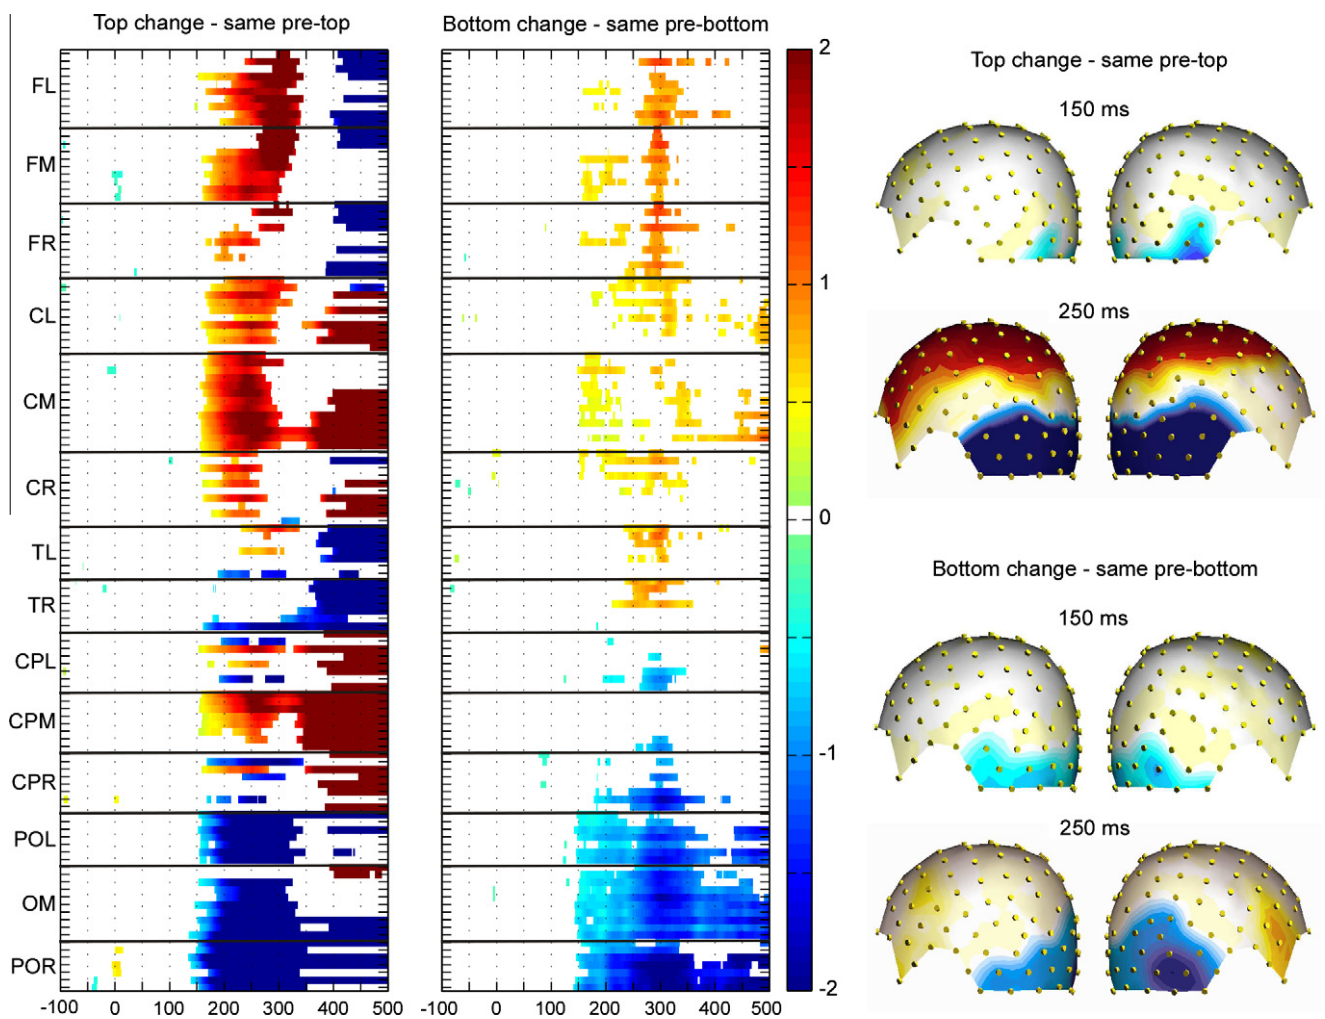 Top change - same pre-top
Bottom change - same pre-bottom
FL
FM
FR
CL
CM
CR
TL
TR
CPL
CPM
CPR
POL
OM
POR
-100 0 100 200 300 400 500
-100 0 100 200 300 400 500
2
1
0
-1
-2
Top change - same pre-top
150 ms
250 ms
Bottom change - same pre-bottom
150 ms
250 ms